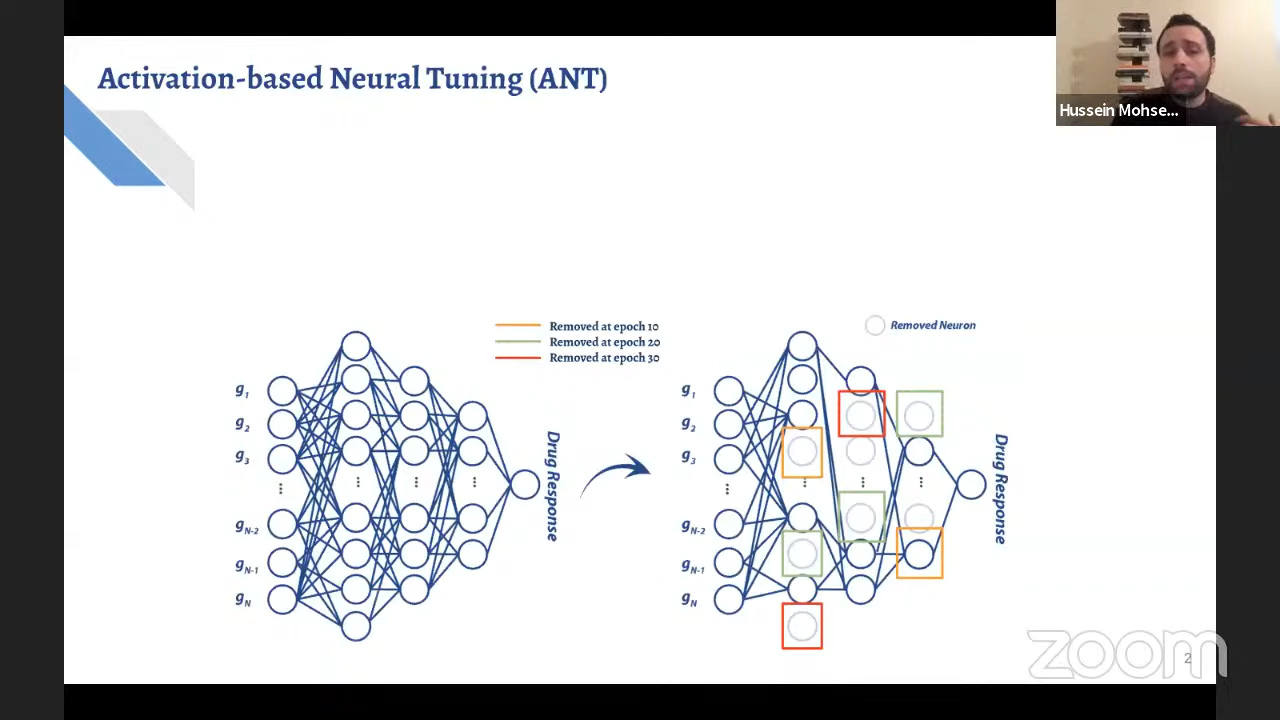 Activation-based Neural Tuning (ANT)
Hussein Mohse...
Removed at epoch 10
Removed at epoch 20
Removed at epoch 30
Removed Neuron
g1
g2
g3
...
gN-2
gN-1
gN
Drug Response
g1
g2
g3
...
gN-2
gN-1
gN
Drug Response
zoom
2